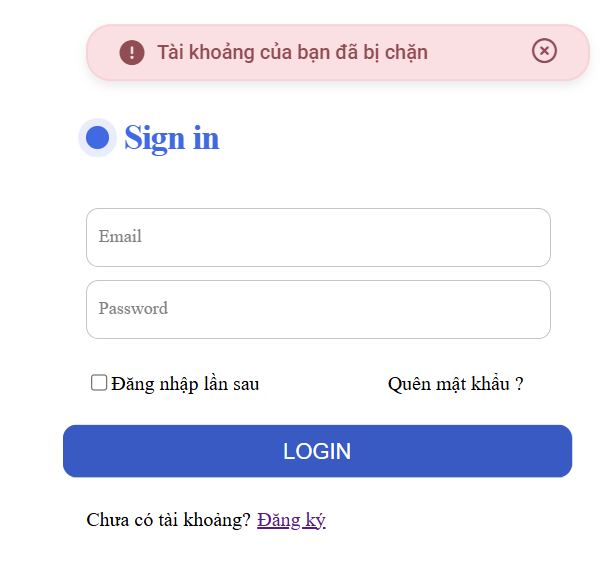 Tài khoảng của bạn đã bị chặn
Sign in
Email
Password
Đăng nhập lần sau
Quên mật khẩu ?
LOGIN
Chưa có tài khoảng? Đăng ký